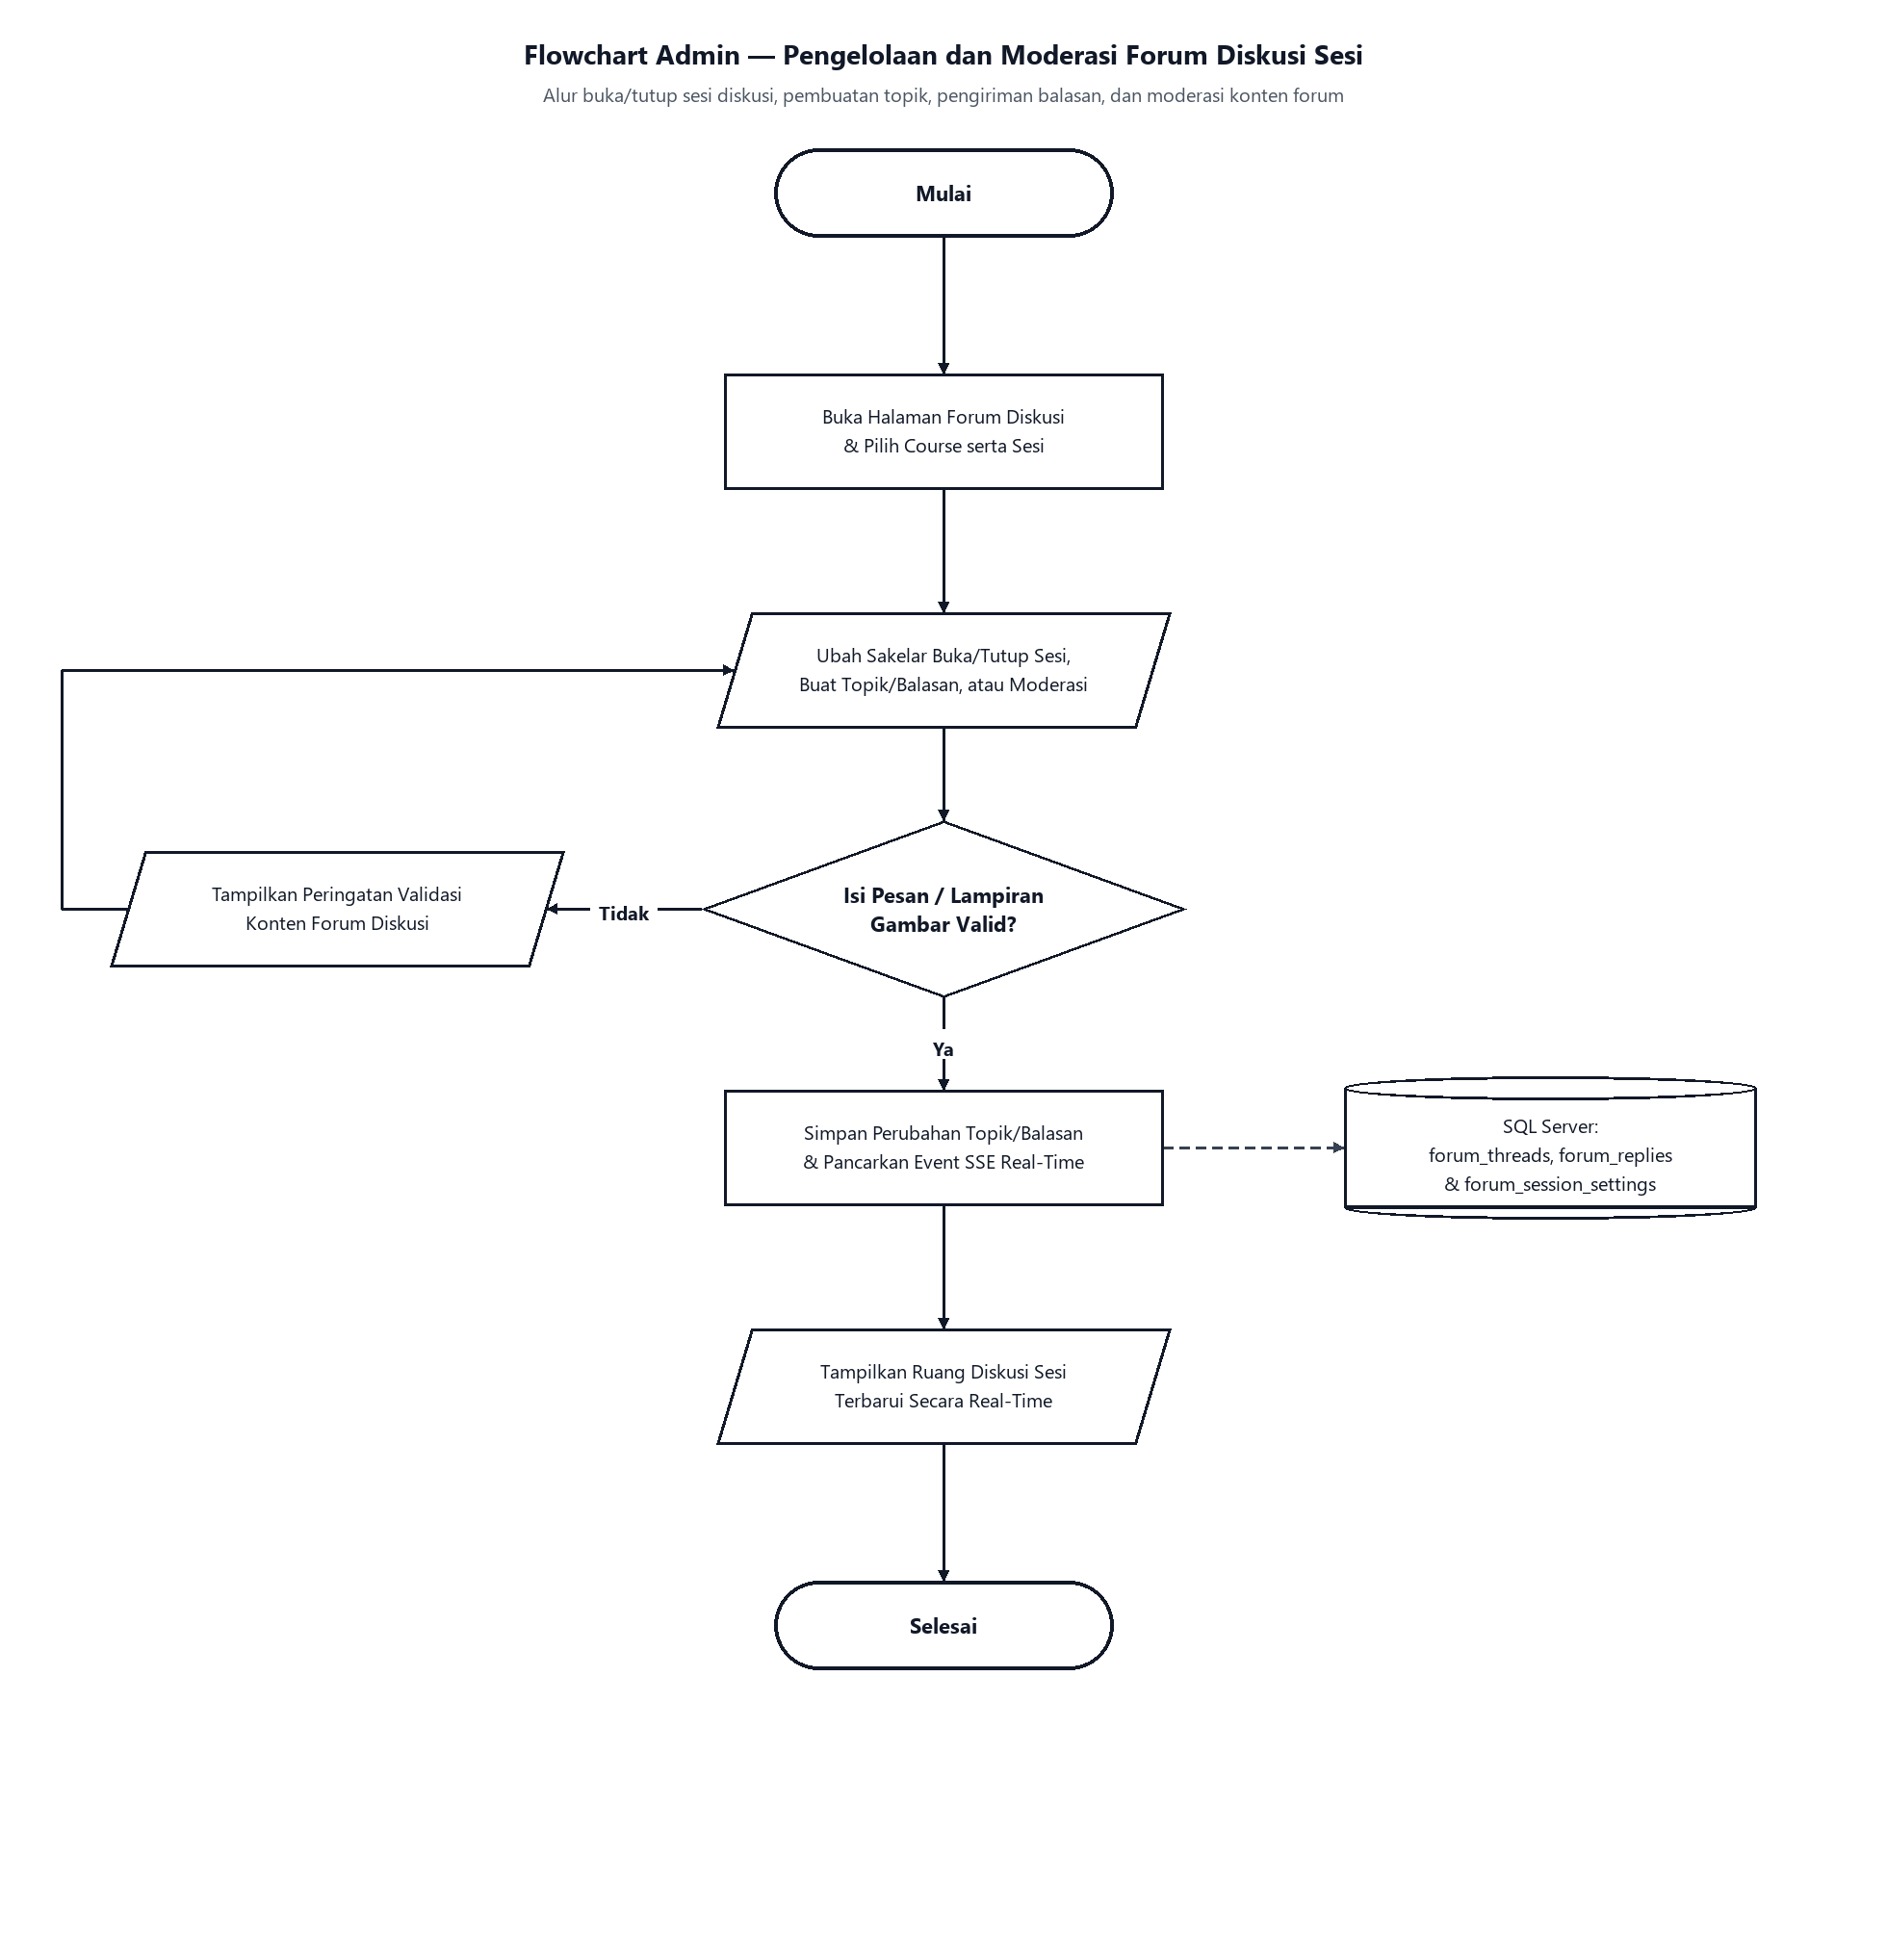 Flowchart Admin — Pengelolaan dan Moderasi Forum Diskusi Sesi
Alur buka/tutup sesi diskusi, pembuatan topik, pengiriman balasan, dan moderasi konten forum
Mulai
Buka Halaman Forum Diskusi
& Pilih Course serta Sesi
Ubah Sakelar Buka/Tutup Sesi,
Buat Topik/Balasan, atau Moderasi
Isi Pesan / Lampiran
Gambar Valid?
Tidak
Tampilkan Peringatan Validasi
Konten Forum Diskusi
Ya
Simpan Perubahan Topik/Balasan
& Pancarkan Event SSE Real-Time
SQL Server:
forum_threads, forum_replies
& forum_session_settings
Tampilkan Ruang Diskusi Sesi
Terbarui Secara Real-Time
Selesai